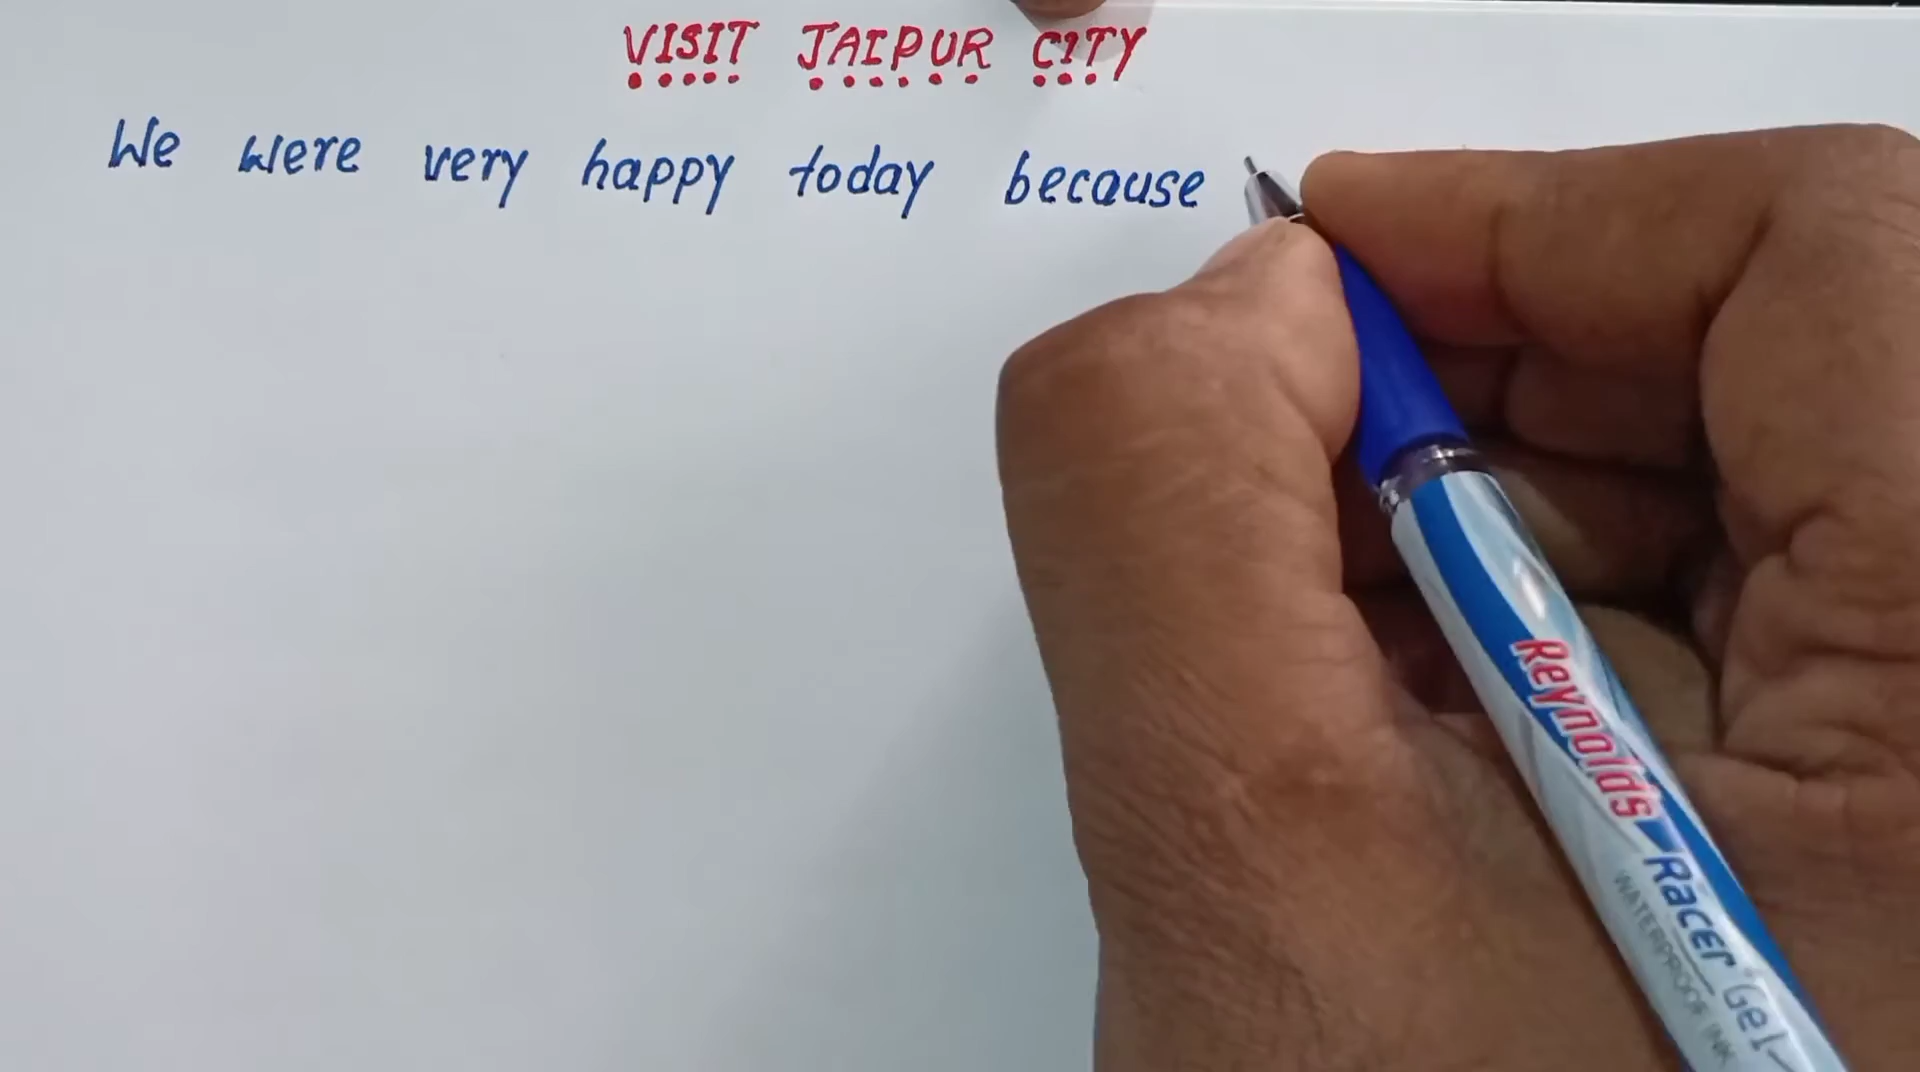 VISIT JAIPUR CITY
We were very happy today because
Reynolds
Racer Gel
WATERPROOF INK